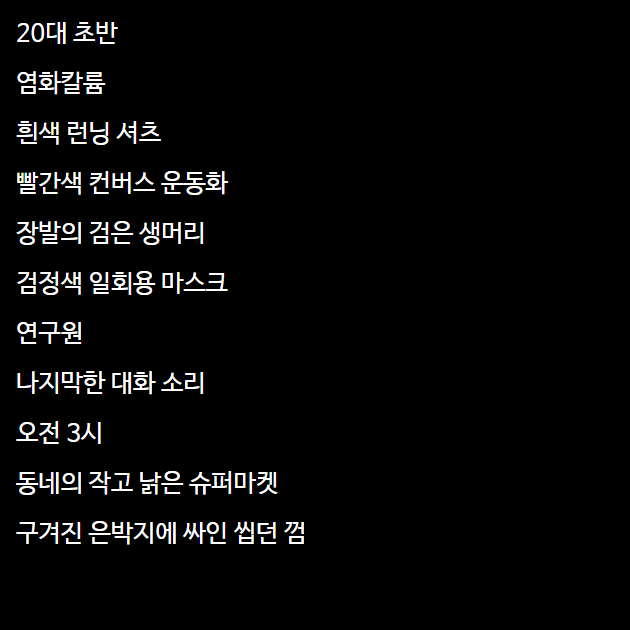 20대 초반
염화칼륨
흰색 런닝 셔츠
빨간색 컨버스 운동화
장발의 검은 생머리
검정색 일회용 마스크
연구원
나지막한 대화 소리
오전 3시
동네의 작고 낡은 슈퍼마켓
구겨진 은박지에 싸인 씹던 껌